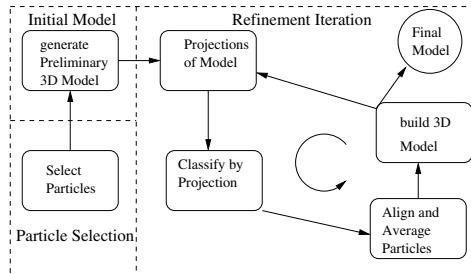 Initial Model
Refinement Iteration
generate
Preliminary
3D Model
Projections
of Model
Final
Model
build 3D
Model
Select
Particles
Classify by
Projection
Align and
Average
Particles
Particle Selection